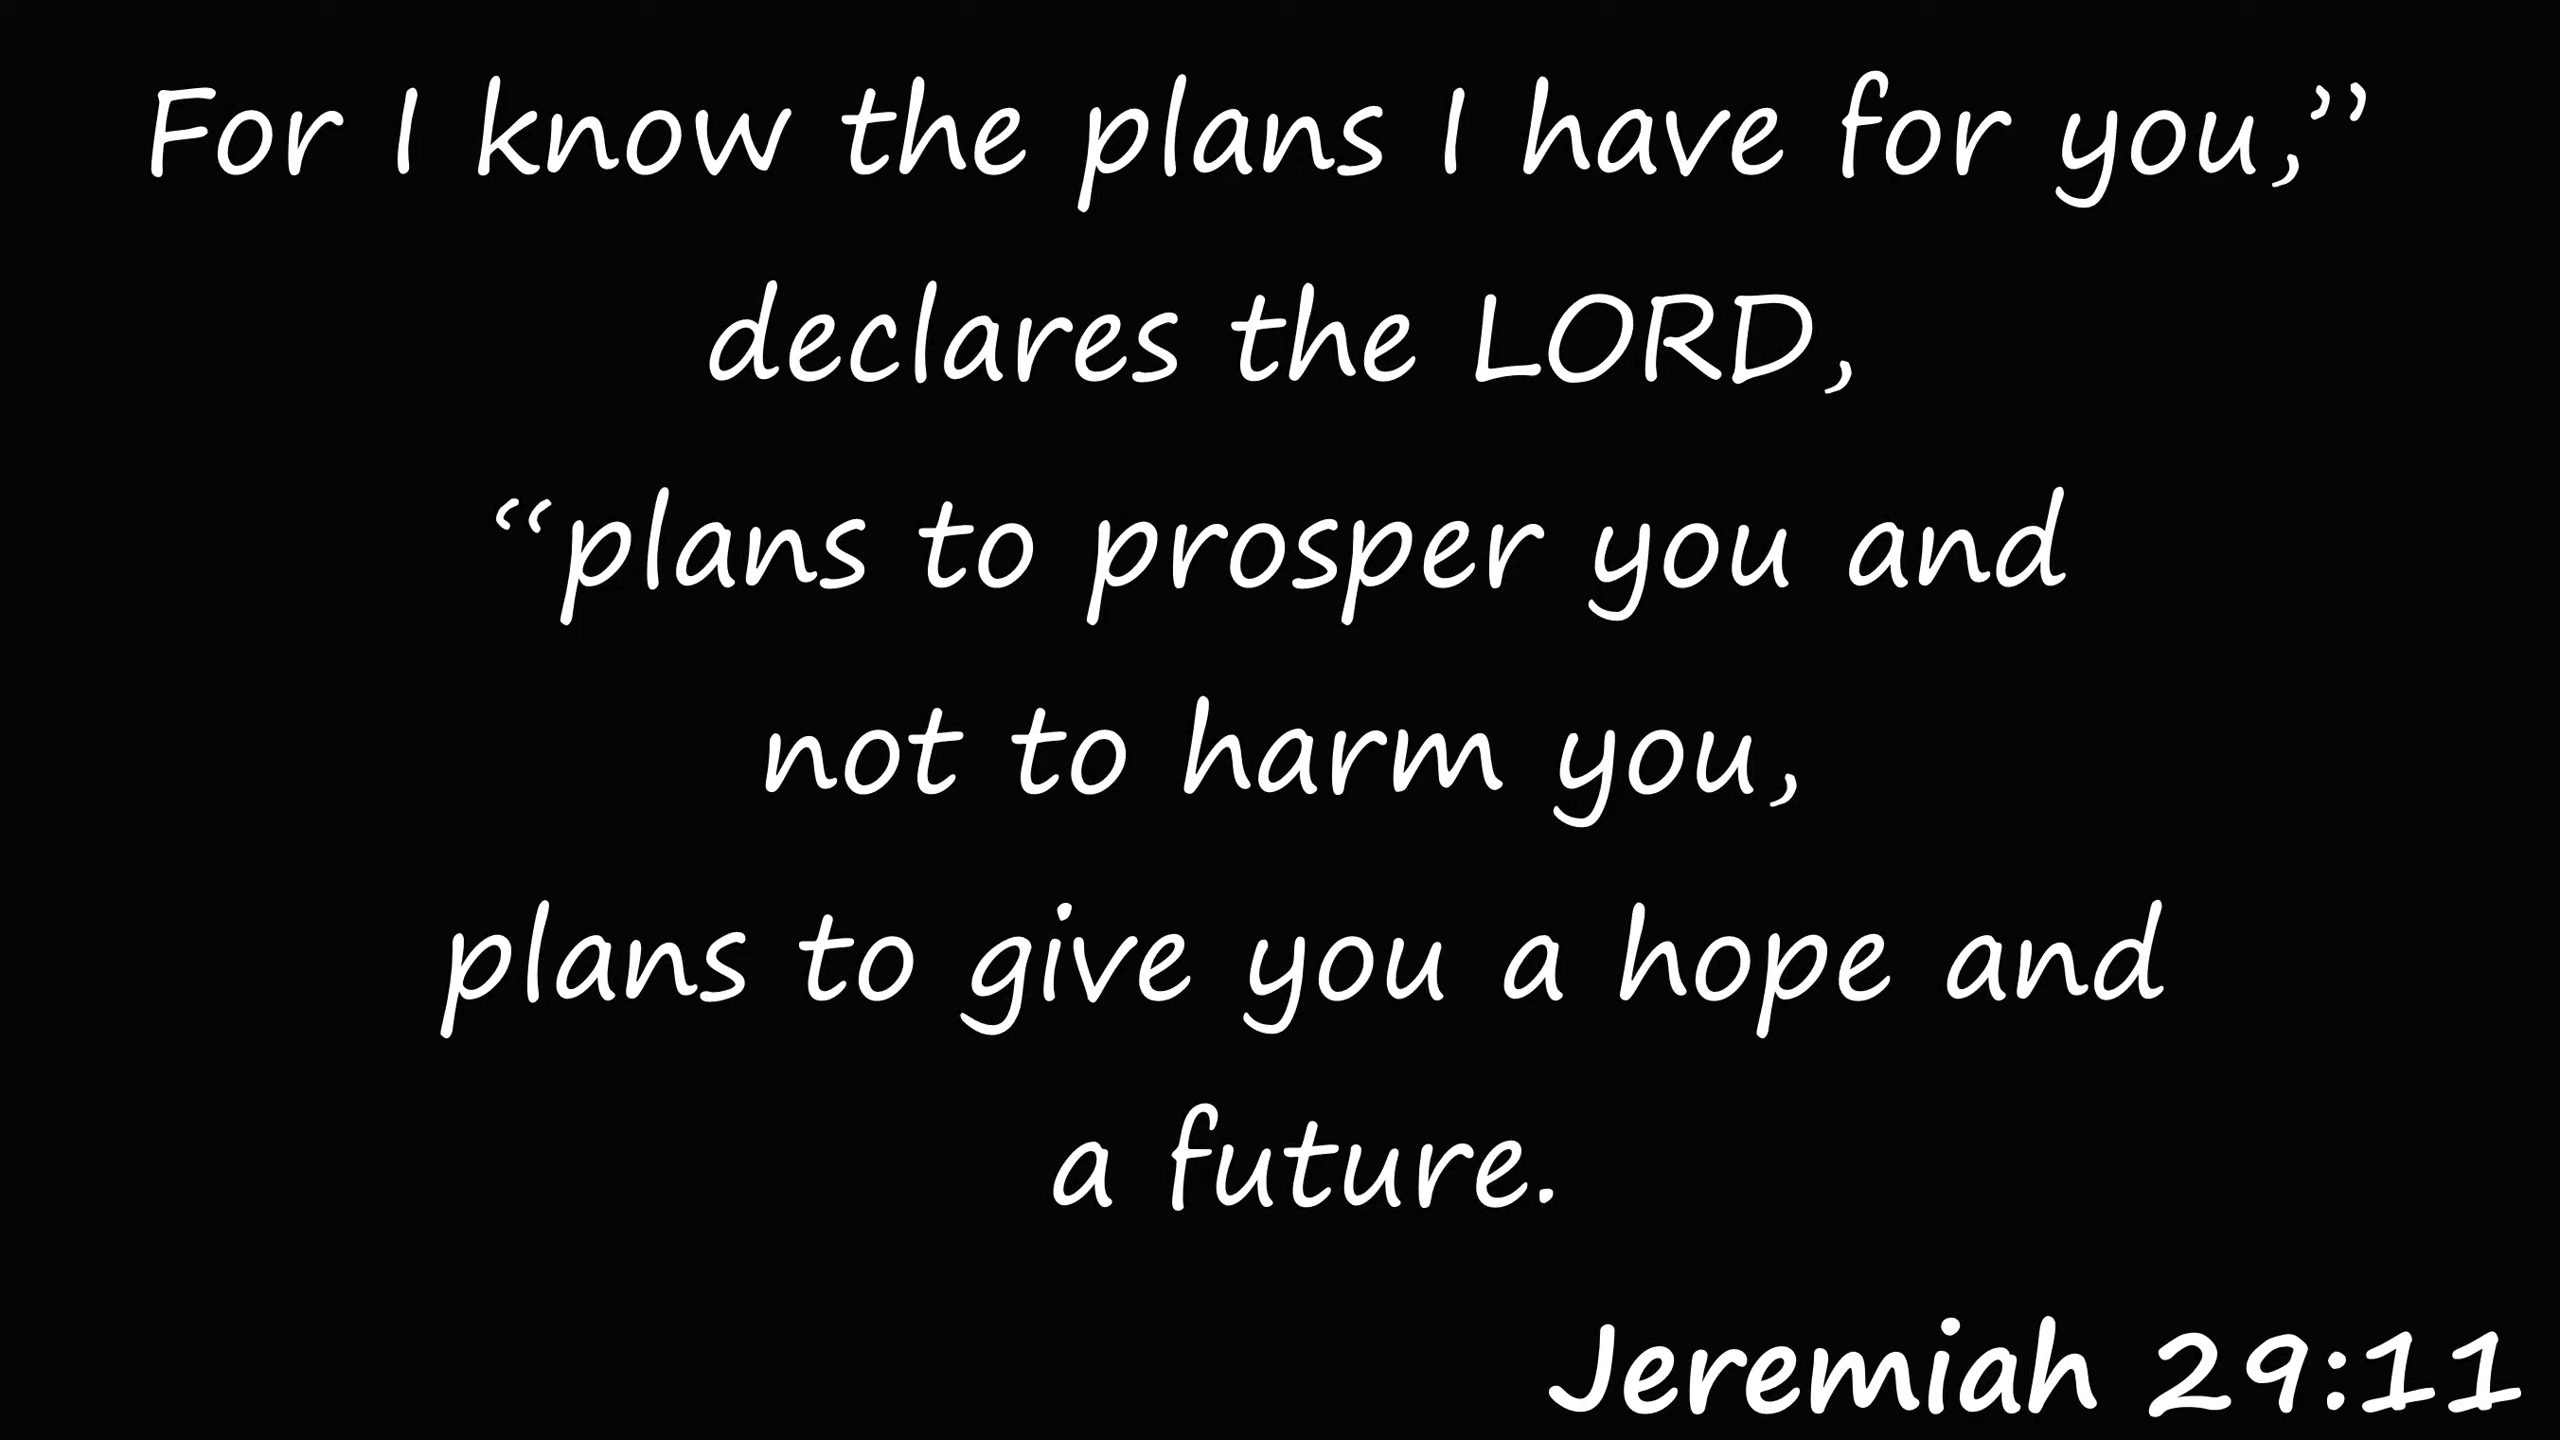 For I know the plans I have for you,”
declares the LORD,
“plans to prosper you and
not to harm you,
plans to give you a hope and
a future.
Jeremiah 29:11